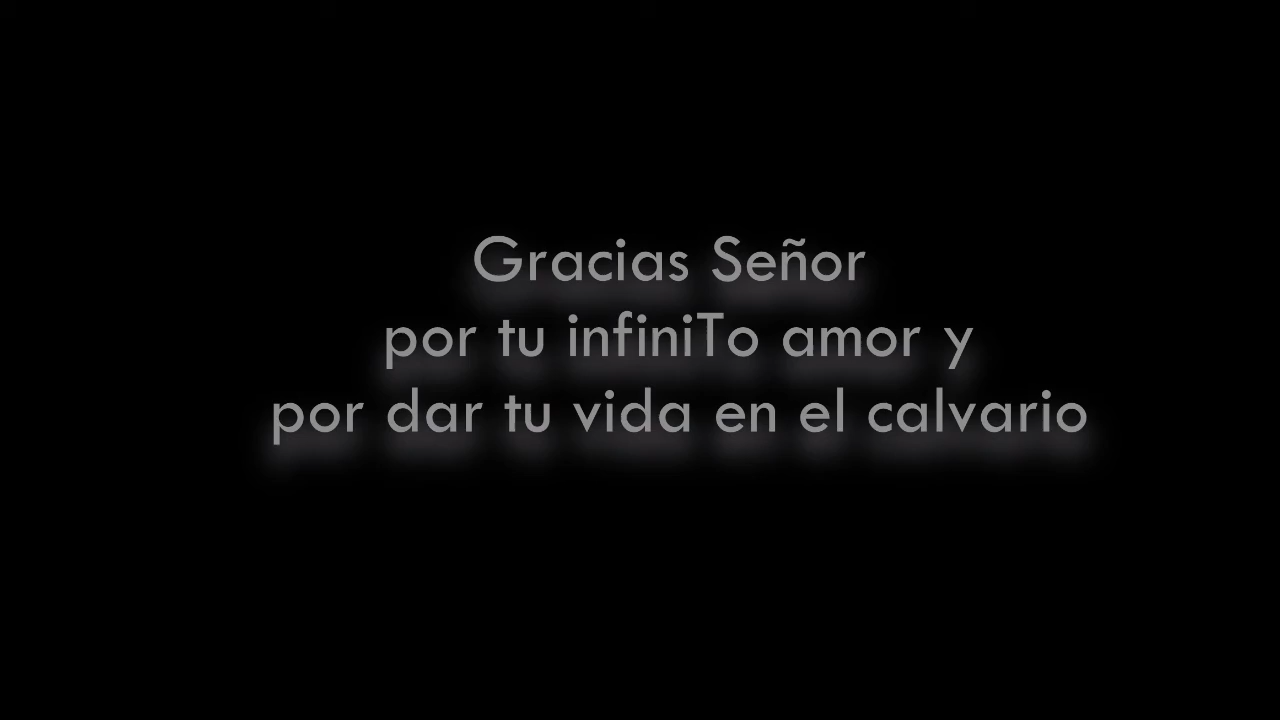 Gracias Señor
por tu infiniTo amor y
por dar tu vida en el calvario